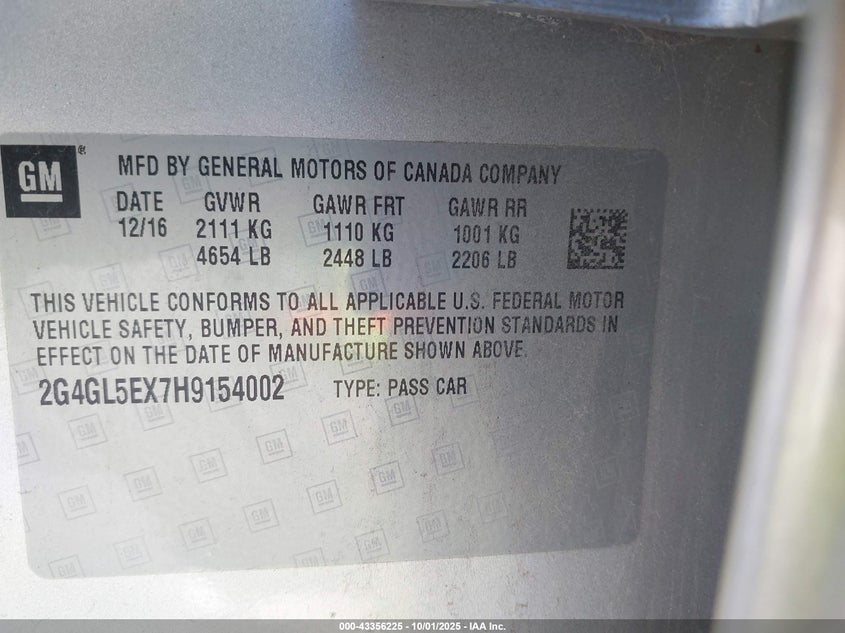 GM
MFD BY GENERAL MOTORS OF CANADA COMPANY
DATE GVWR GAWR FRT GAWR RR
12/16 2111 KG 1110 KG 1001 KG
4654 LB 2448 LB 2206 LB
THIS VEHICLE CONFORMS TO ALL APPLICABLE U.S. FEDERAL MOTOR
VEHICLE SAFETY, BUMPER, AND THEFT PREVENTION STANDARDS IN
EFFECT ON THE DATE OF MANUFACTURE SHOWN ABOVE.
2G4GL5EX7H9154002 TYPE: PASS CAR
000-43356225 - 10/01/2025 - IAA Inc.